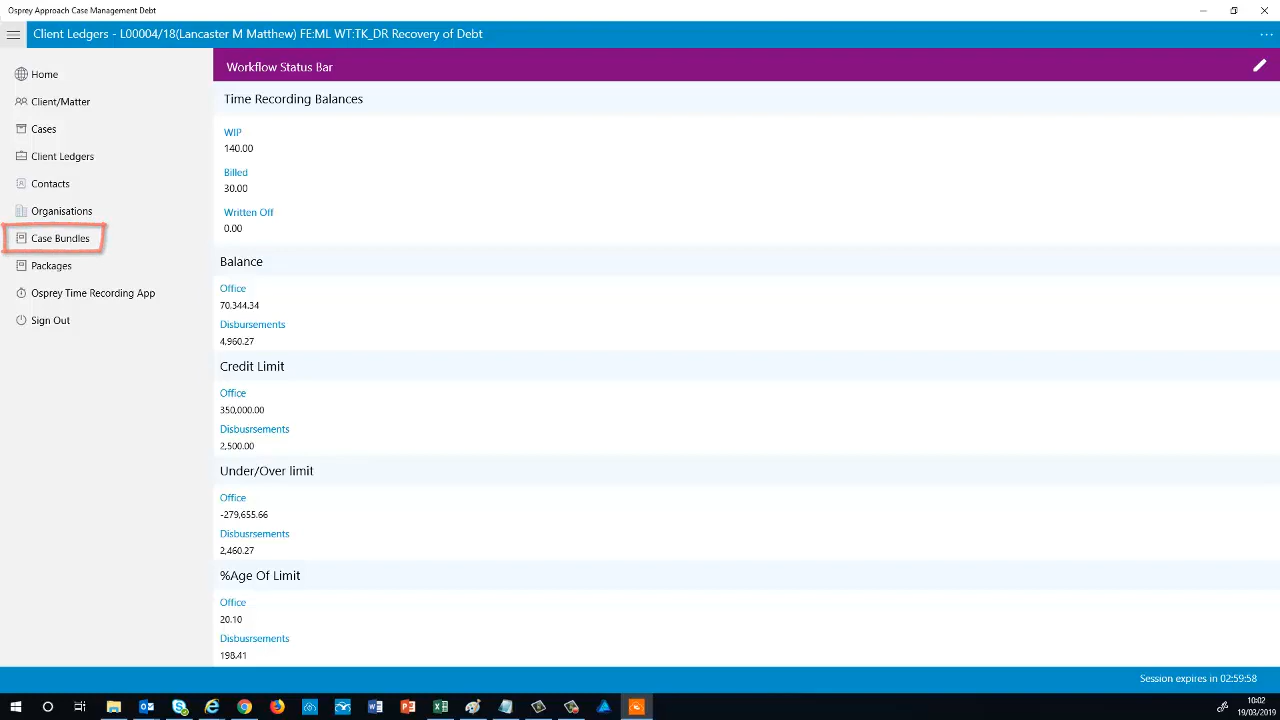 Osprey Approach Case Management Debt
Client Ledgers - L00004/18(Lancaster M Matthew) FE:ML WT:TK_DR Recovery of Debt
Home
Client/Matter
Cases
Client Ledgers
Contacts
Organisations
Case Bundles
Packages
Osprey Time Recording App
Sign Out
Workflow Status Bar
Time Recording Balances
WIP
140.00
Billed
30.00
Written Off
0.00
Balance
Office
70,344.34
Disbursements
4,960.27
Credit Limit
Office
350,000.00
Disbusrsements
2,500.00
Under/Over limit
Office
-279,655.66
Disbusrsements
2,460.27
%Age Of Limit
Office
20.10
Disbusrsements
198.41
Session expires in 02:59:58
10:02
19/08/2019